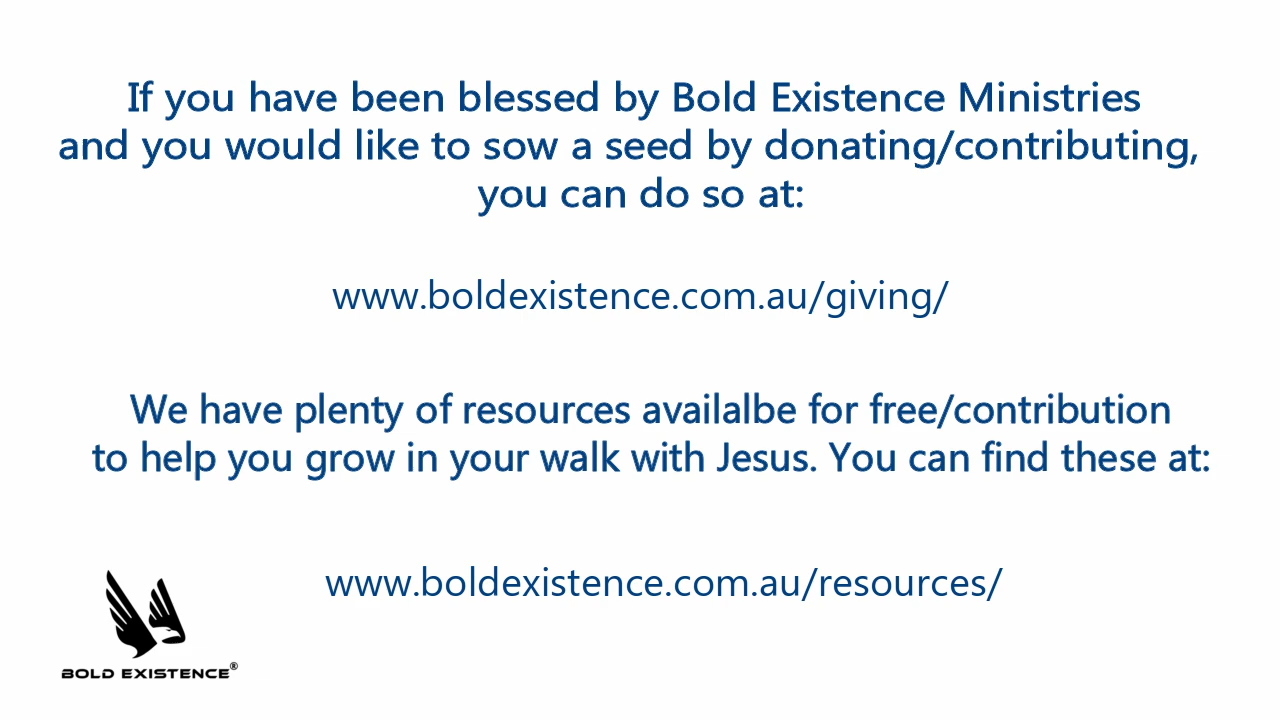 If you have been blessed by Bold Existence Ministries
and you would like to sow a seed by donating/contributing,
you can do so at:
www.boldexistence.com.au/giving/
We have plenty of resources availalbe for free/contribution
to help you grow in your walk with Jesus. You can find these at:
www.boldexistence.com.au/resources/
BOLD EXISTENCE®